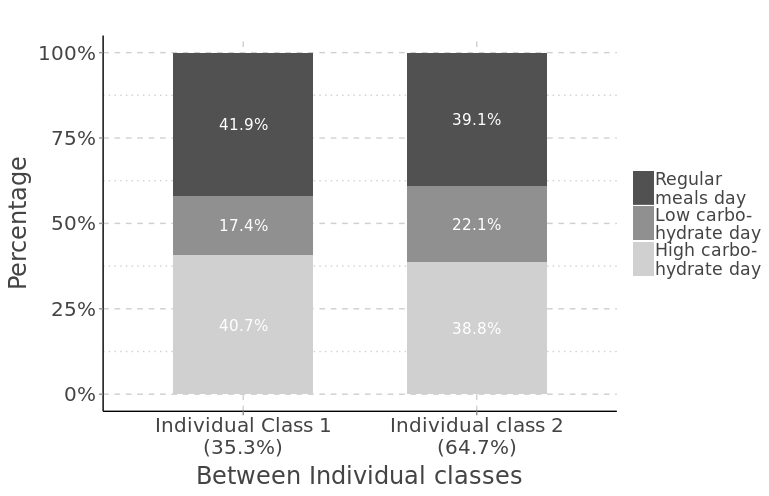 100%
75%
50%
25%
0%
Percentage
41.9%
17.4%
40.7%
39.1%
22.1%
38.8%
Individual Class 1
(35.3%)
Individual class 2
(64.7%)
Between Individual classes
Regular
meals day
Low carbo-
hydrate day
High carbo-
hydrate day